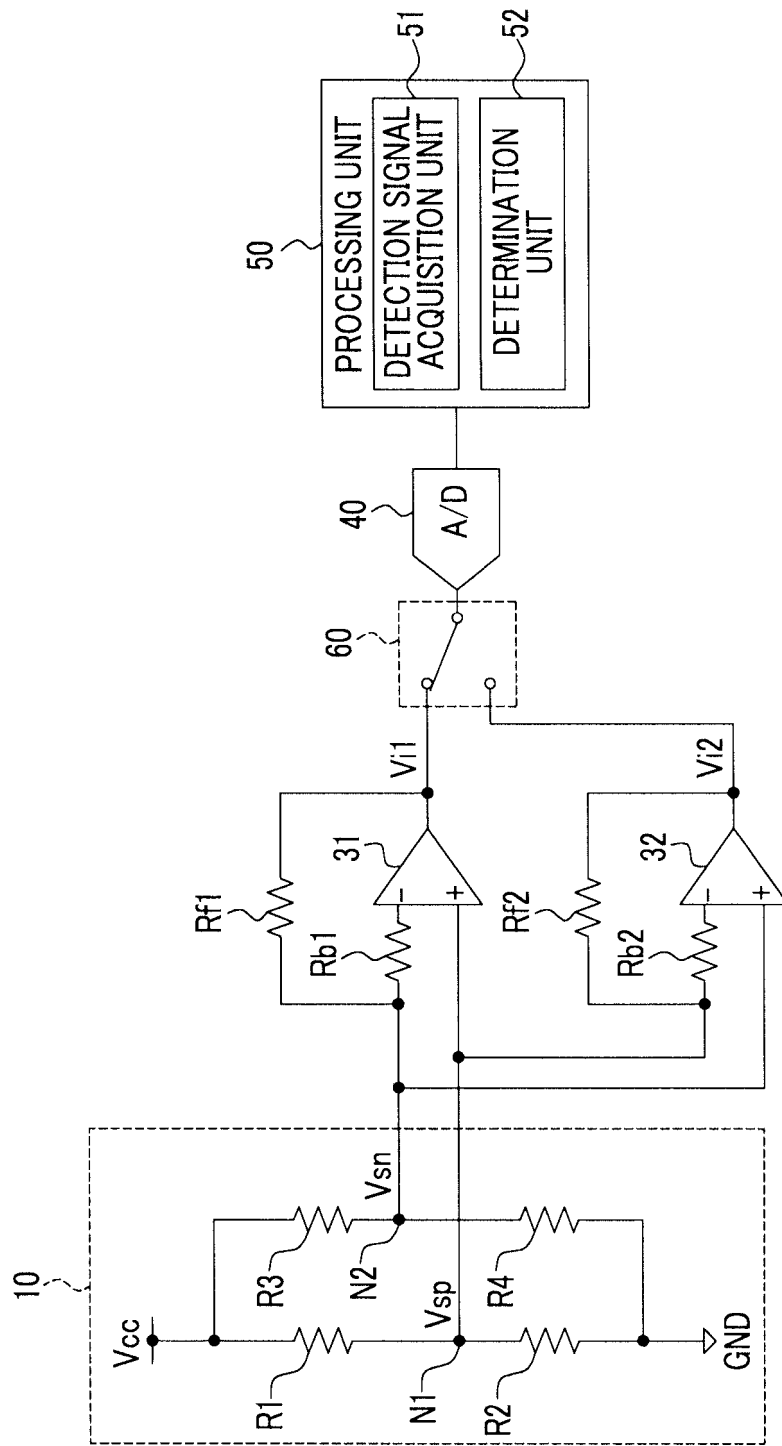 10
Vcc
R1
R3
Vsn
N2
Vsp
N1
R2
R4
GND
Rf1
Rb1
-
+
31
Vi1
Rf2
Rb2
-
+
32
Vi2
60
40
A/D
50
PROCESSING UNIT
DETECTION SIGNAL
ACQUISITION UNIT
51
DETERMINATION
UNIT
52